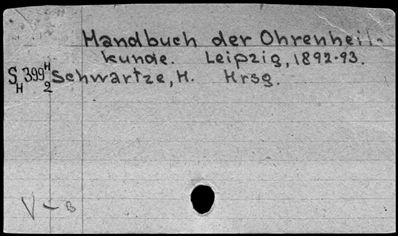 Handbuch der Ohrenheil-
kunde. Leipzig, 1892-93.
S 399 H Schwartze, H. Hrsg.
H 2
V – B